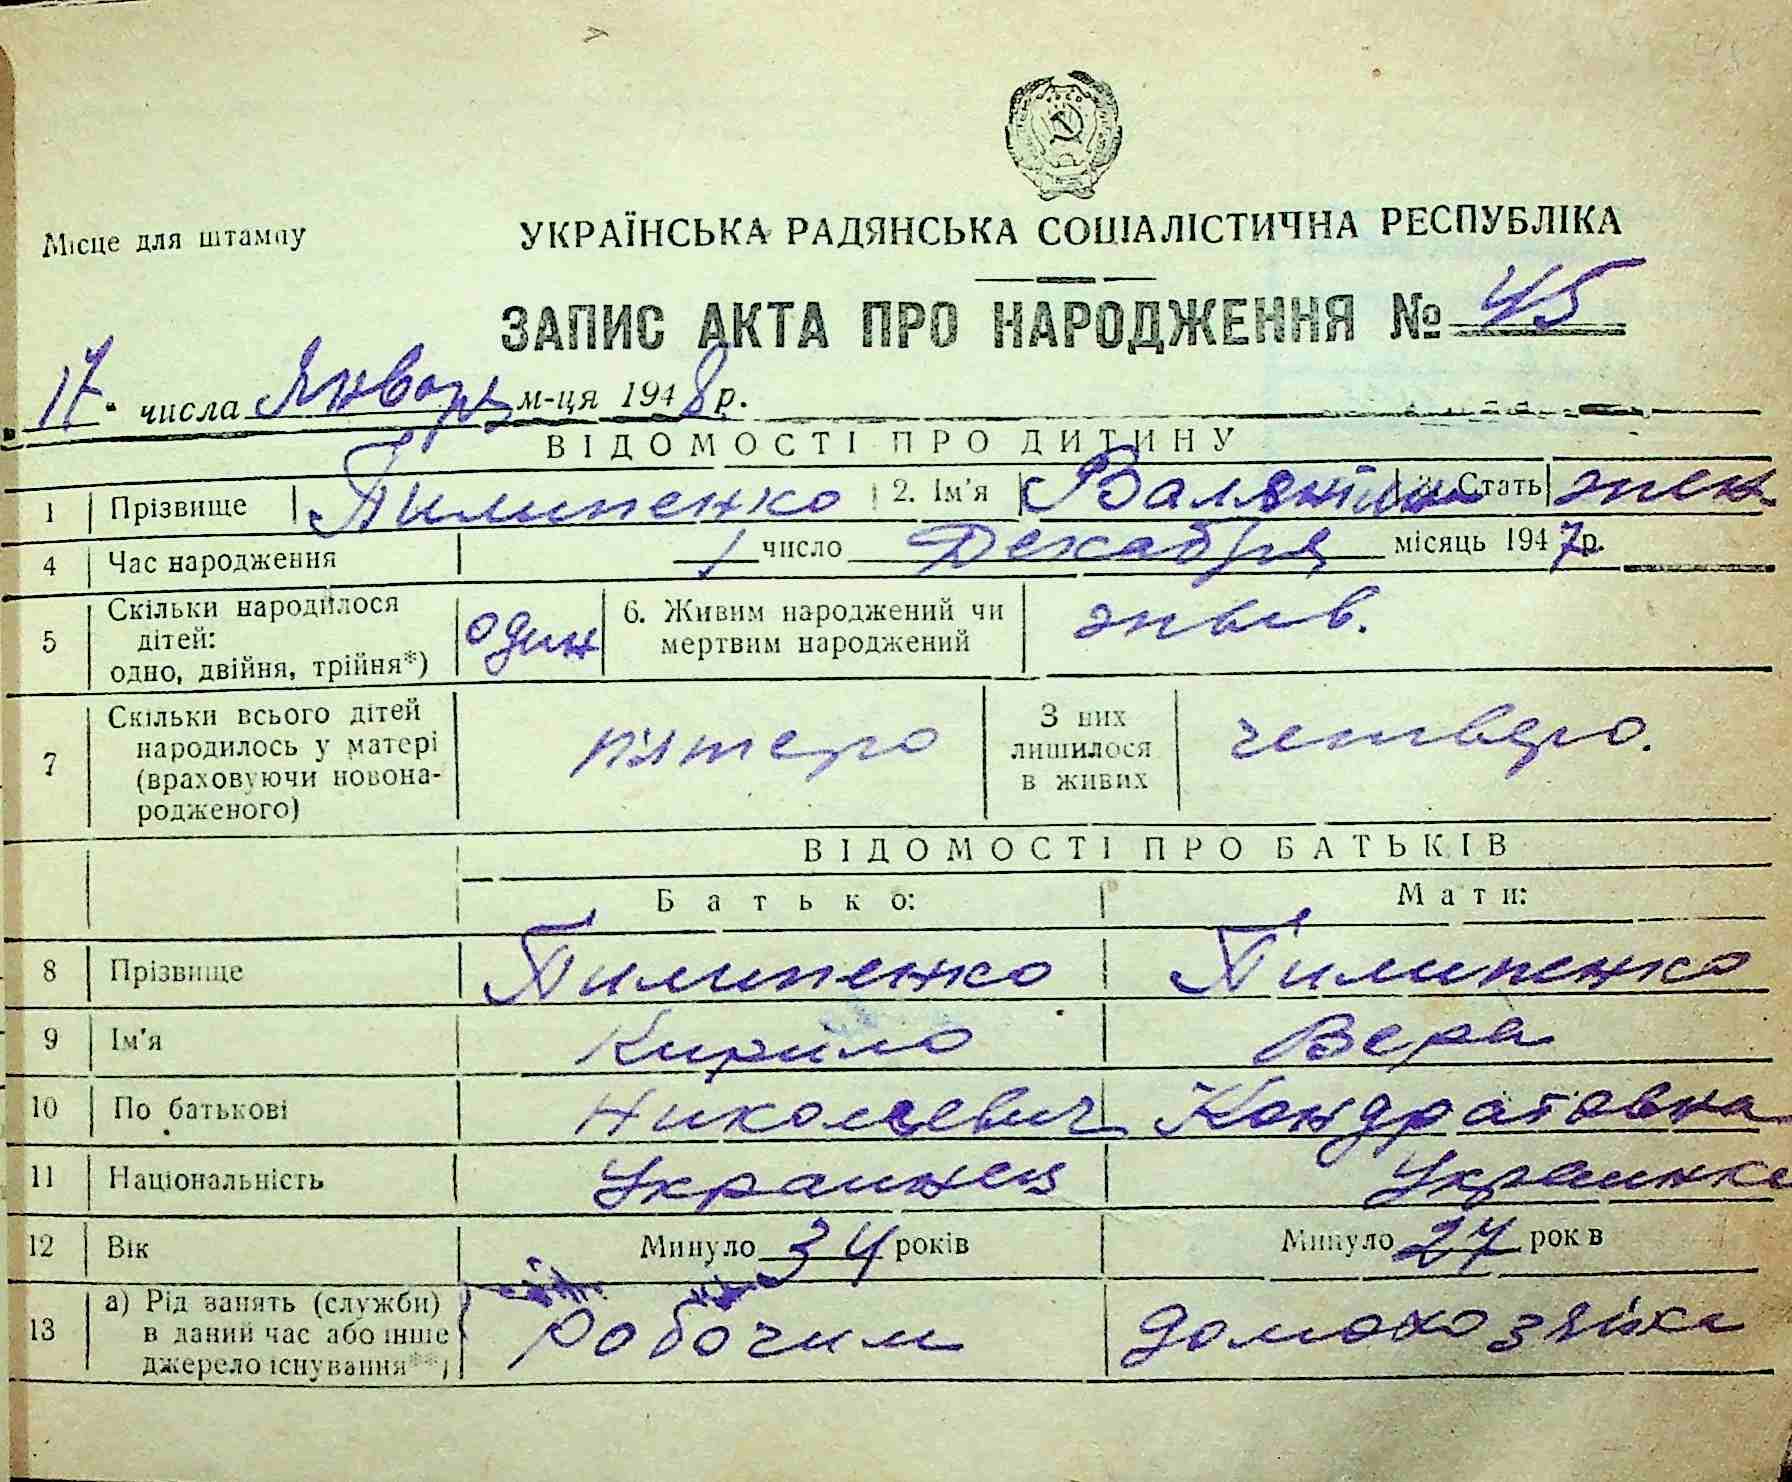 Місце для штампу
УКРАЇНСЬКА РАДЯНСЬКА СОЦІАЛІСТИЧНА РЕСПУБЛІКА
ЗАПИС АКТА ПРО НАРОДЖЕННЯ № 45
17 числа Января м-ця 1948 р.
ВІДОМОСТІ ПРО ДИТИНУ
1 Прізвище Пилипенко 2. Ім'я Валянтин 3. Стать жен.
4 Час народження 1 число Декабря місяць 1947 р.
5 Скільки народилося дітей: одно, двійня, трійня*) один 6. Живим народжений чи мертвим народжений жыв.
7 Скільки всього дітей народилось у матері (враховуючи новонародженого) пятеро З них лишилося в живих четверо.
ВІДОМОСТІ ПРО БАТЬКІВ
Батько: Мати:
8 Прізвище Пилипенко Пилипенко
9 Ім'я Кирило Вера
10 По батькові Николаевич Кондратовна
11 Національність Украинец Украинка
12 Вік Минуло 34 років Минуло 27 рок в
13 а) Рід занять (служби) в даний час або інше джерело існування**) Робочим домохозяйка